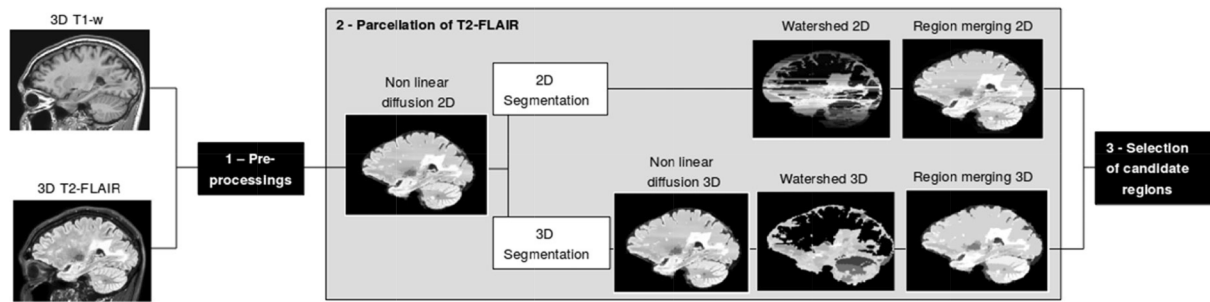 3D T1-w
3D T2-FLAIR
1 – Pre-
processings
2 - Parcellation of T2-FLAIR
Non linear
diffusion 2D
2D
Segmentation
Watershed 2D
Region merging 2D
3D
Segmentation
Non linear
diffusion 3D
Watershed 3D
Region merging 3D
3 - Selection
of candidate
regions